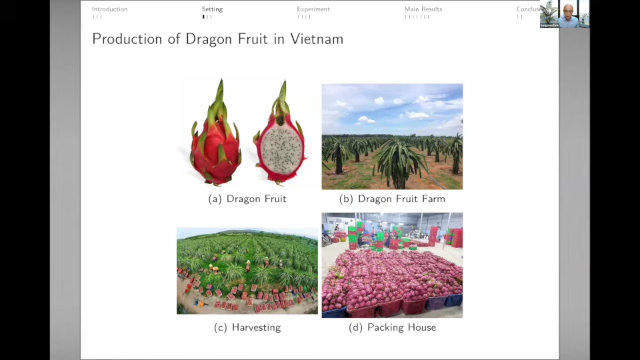 Introduction Setting Experiment Main Results
Production of Dragon Fruit in Vietnam
(a) Dragon Fruit
(b) Dragon Fruit Farm
(c) Harvesting
(d) Packing House